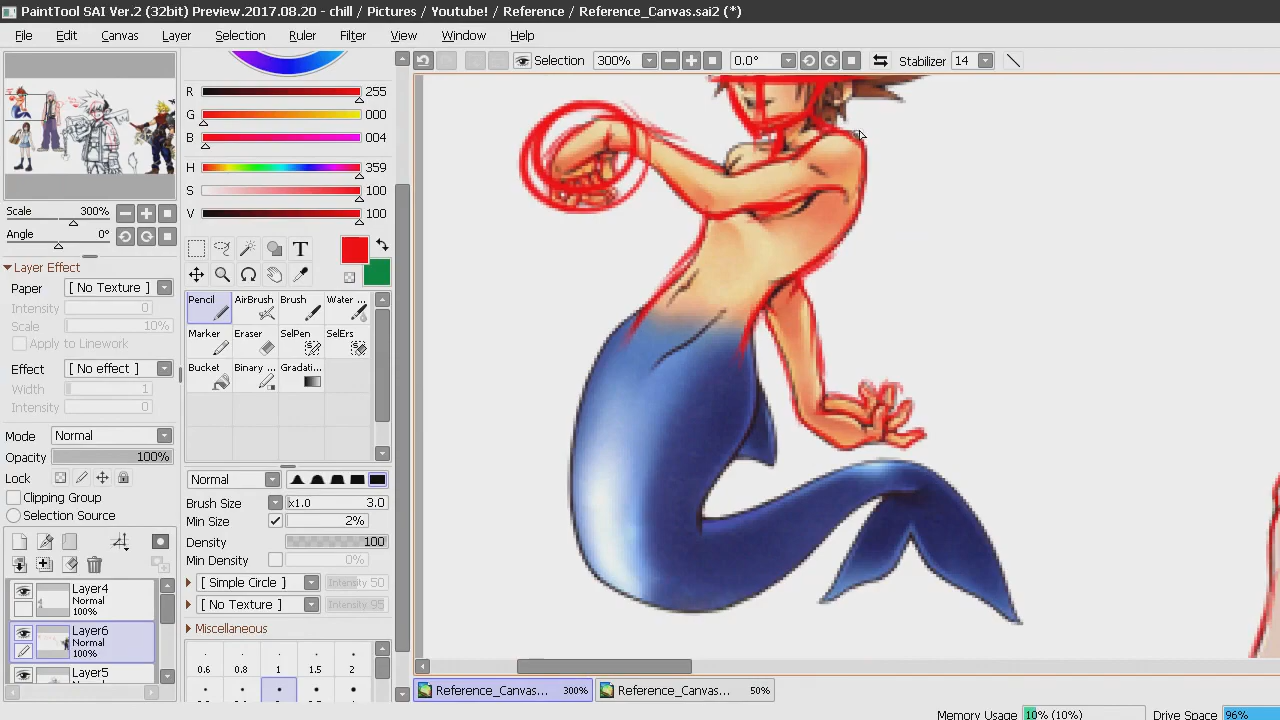 PaintTool SAI Ver.2 (32bit) Preview.2017.08.20 - chill / Pictures / Youtube! / Reference / Reference_Canvas.sai2 (*)
File Edit Canvas Layer Selection Ruler Filter View Window Help
Selection 300% 0.0° Stabilizer 14
R 255
G 000
B 004
H 359
S 100
V 100
Scale 300%
Angle 0°
Layer Effect
Paper [ No Texture ]
Intensity 0
Scale 10%
Apply to Linework
Effect [ No effect ]
Width 1
Intensity 0
Mode Normal
Opacity 100%
Lock
Clipping Group
Selection Source
Layer4
Normal
100%
Layer6
Normal
100%
Layer5
T
Pencil AirBrush Brush Water ...
Marker Eraser SelPen SelErs
Bucket Binary ... Gradati...
Normal
Brush Size x1.0 3.0
Min Size 2%
Density 100
Min Density 0%
[ Simple Circle ] Intensity 50
[ No Texture ] Intensity 95
Miscellaneous
0.6 0.8 1 1.5 2
Reference_Canvas... 300% Reference_Canvas... 50%
Memory Usage 10% (10%) Drive Space 96%